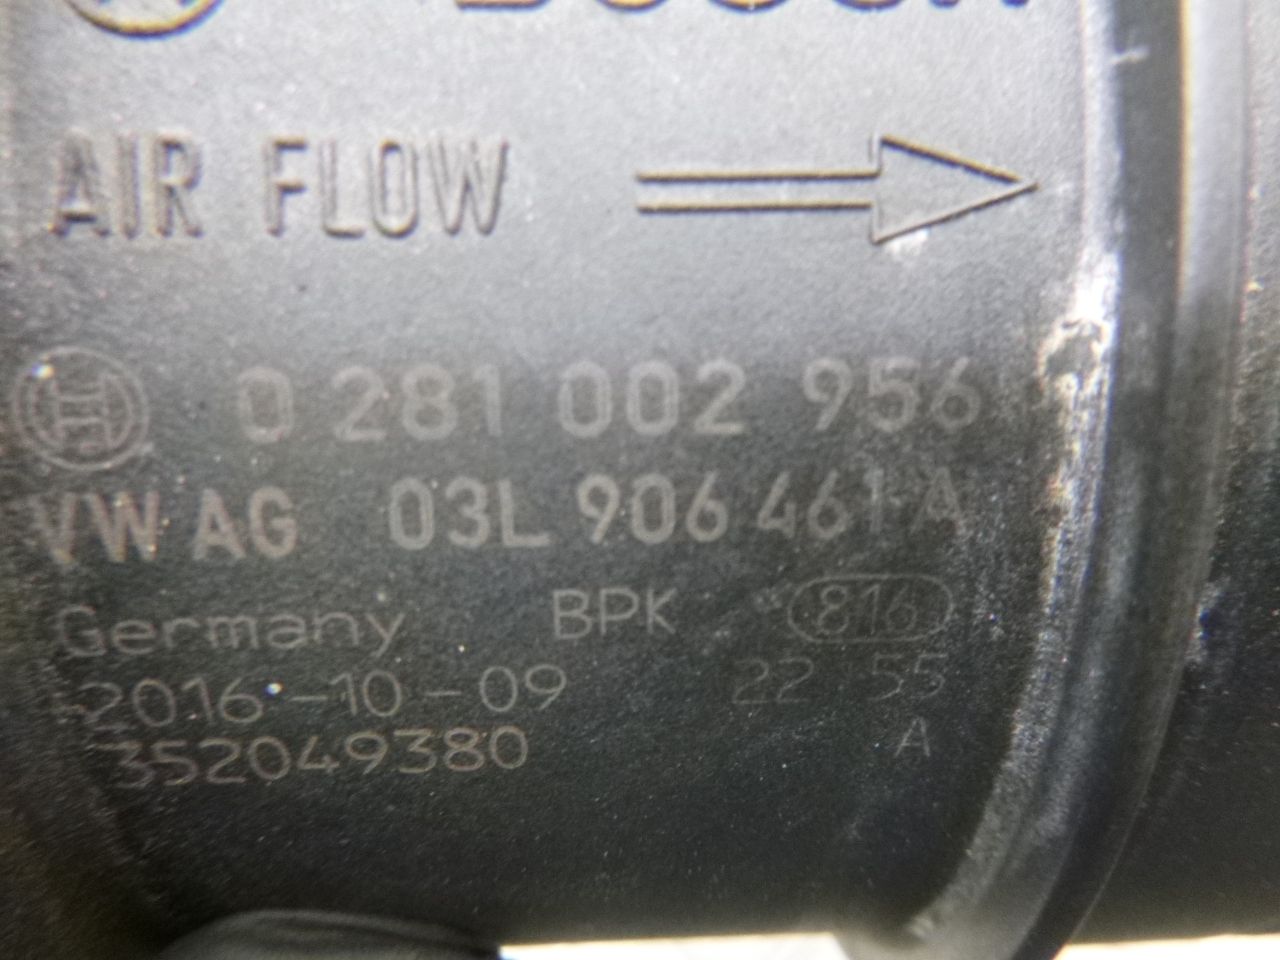 BOSCH
AIR FLOW
0 281 002 956
VW AG 03L 906 461 A
Germany BPK 816
2016-10-09 22 55
352049380 A